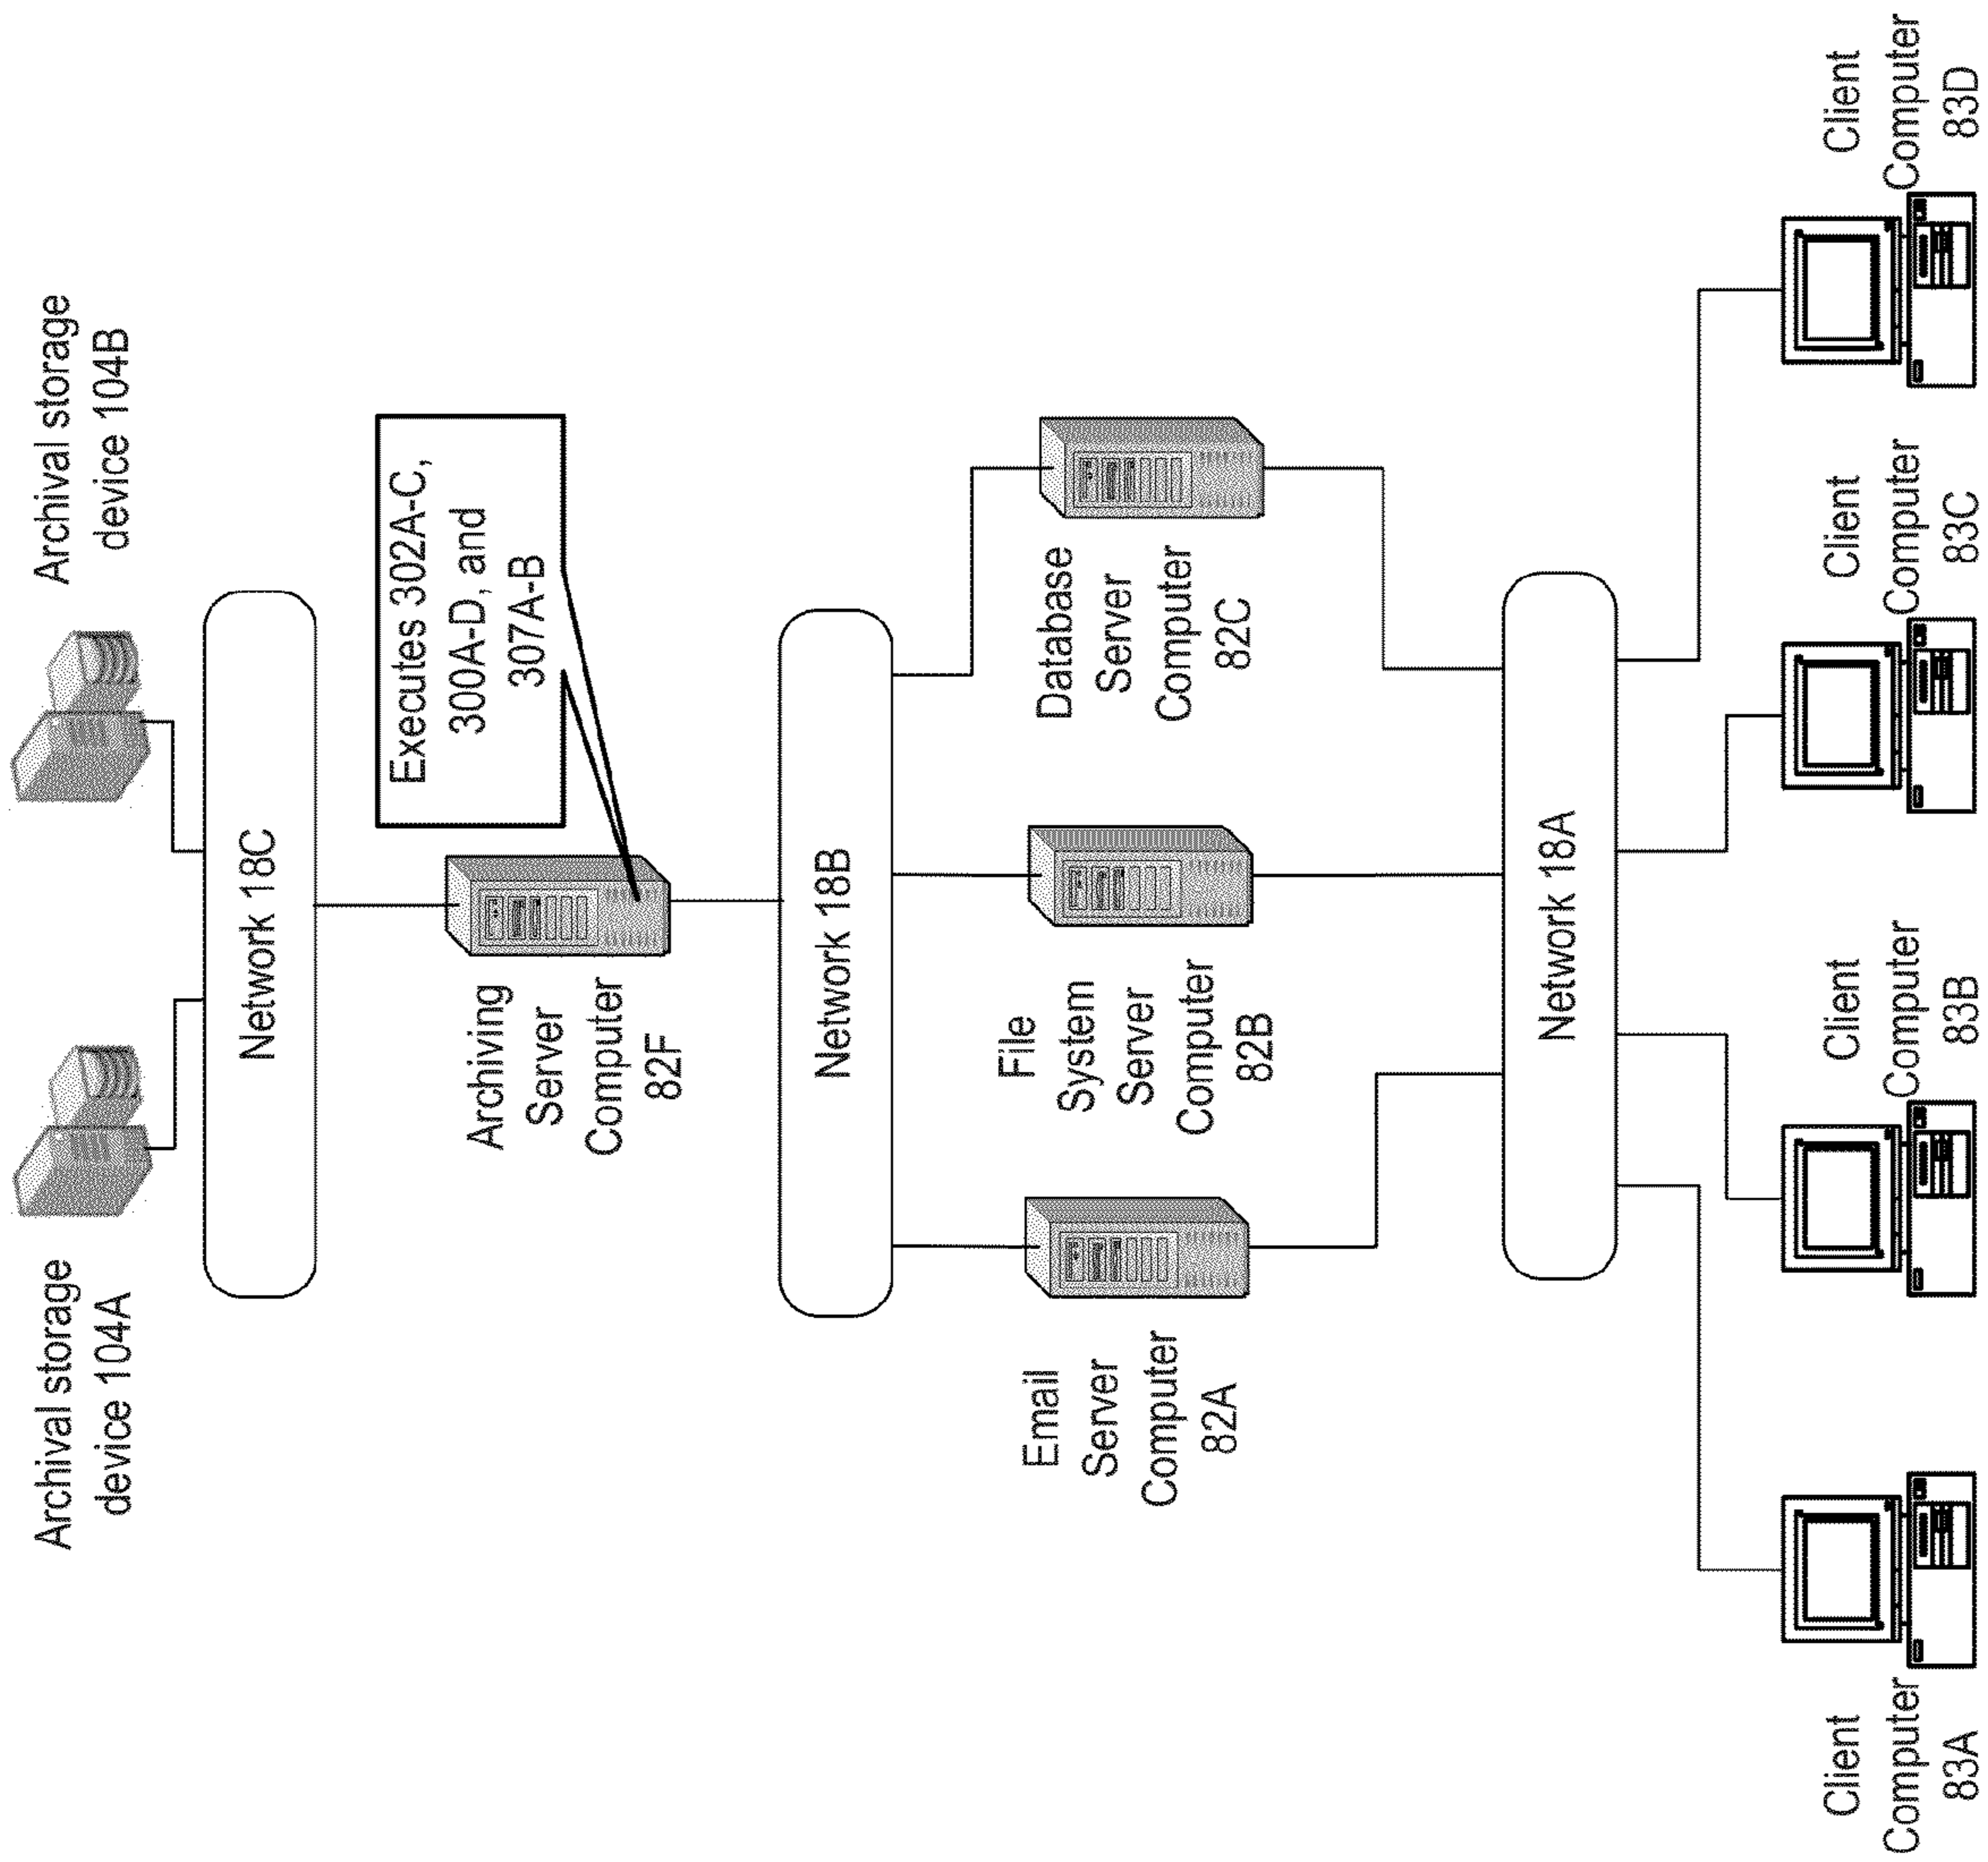 Archival storage
device 104A
Archival storage
device 104B
Network 18C
Executes 302A-C,
300A-D, and
307A-B
Archiving
Server
Computer
82F
Network 18B
Email
Server
Computer
82A
File
System
Server
Computer
82B
Database
Server
Computer
82C
Network 18A
Client
Computer
83A
Client
Computer
83B
Client
Computer
83C
Client
Computer
83D